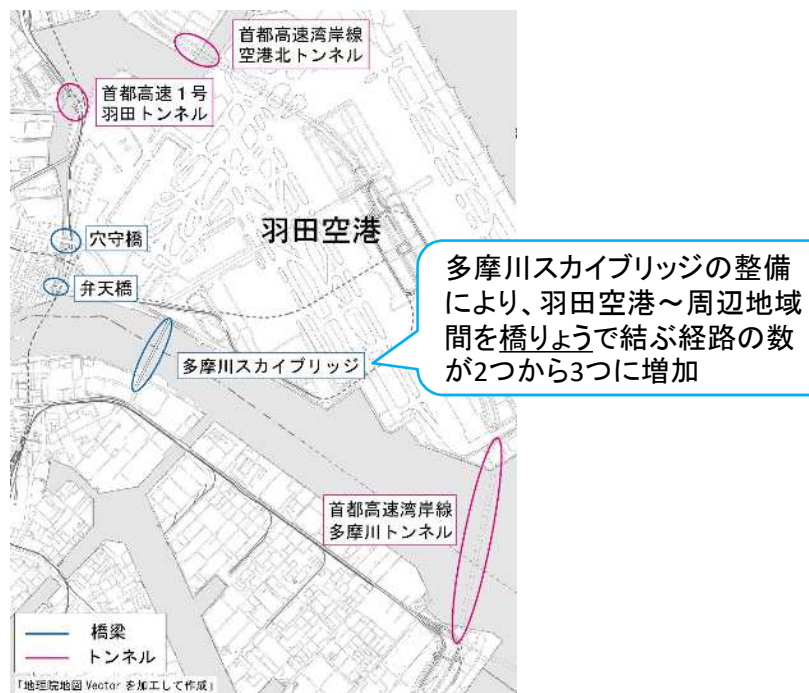 首都高速湾岸線
空港北トンネル
首都高速１号
羽田トンネル
羽田空港
穴守橋
弁天橋
多摩川スカイブリッジ
多摩川スカイブリッジの整備
により、羽田空港～周辺地域
間を橋りょうで結ぶ経路の数
が2つから3つに増加
首都高速湾岸線
多摩川トンネル
橋梁
トンネル
「地理院地図 Vector を加工して作成」